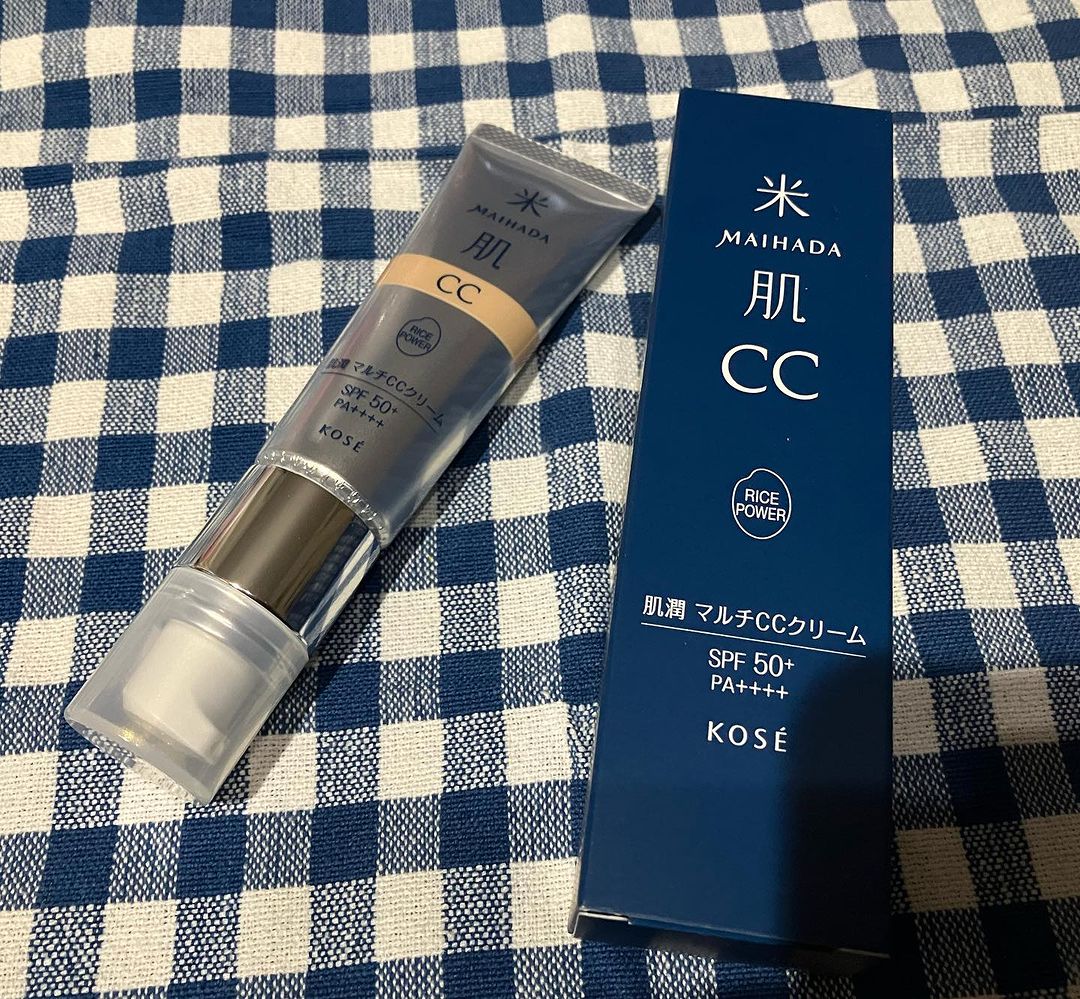 米
MAIHADA
肌
CC
RICE
POWER
肌潤 マルチCCクリーム
SPF 50+
PA++++
KOSÉ
米
MAIHADA
肌
CC
RICE
POWER
肌潤 マルチCCクリーム
SPF 50+
PA++++
KOSÉ